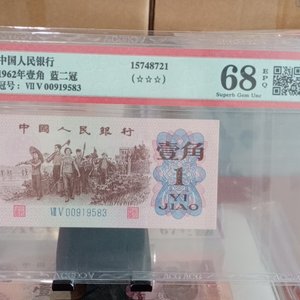 中国人民银行
1962年壹角 蓝二冠
冠号：Ⅶ Ⅴ 00919583
15748721
(☆☆☆)
68
EPQ
Superb Gem Unc
中国人民银行
壹角
1
YI
JIAO
Ⅶ Ⅴ 00919583